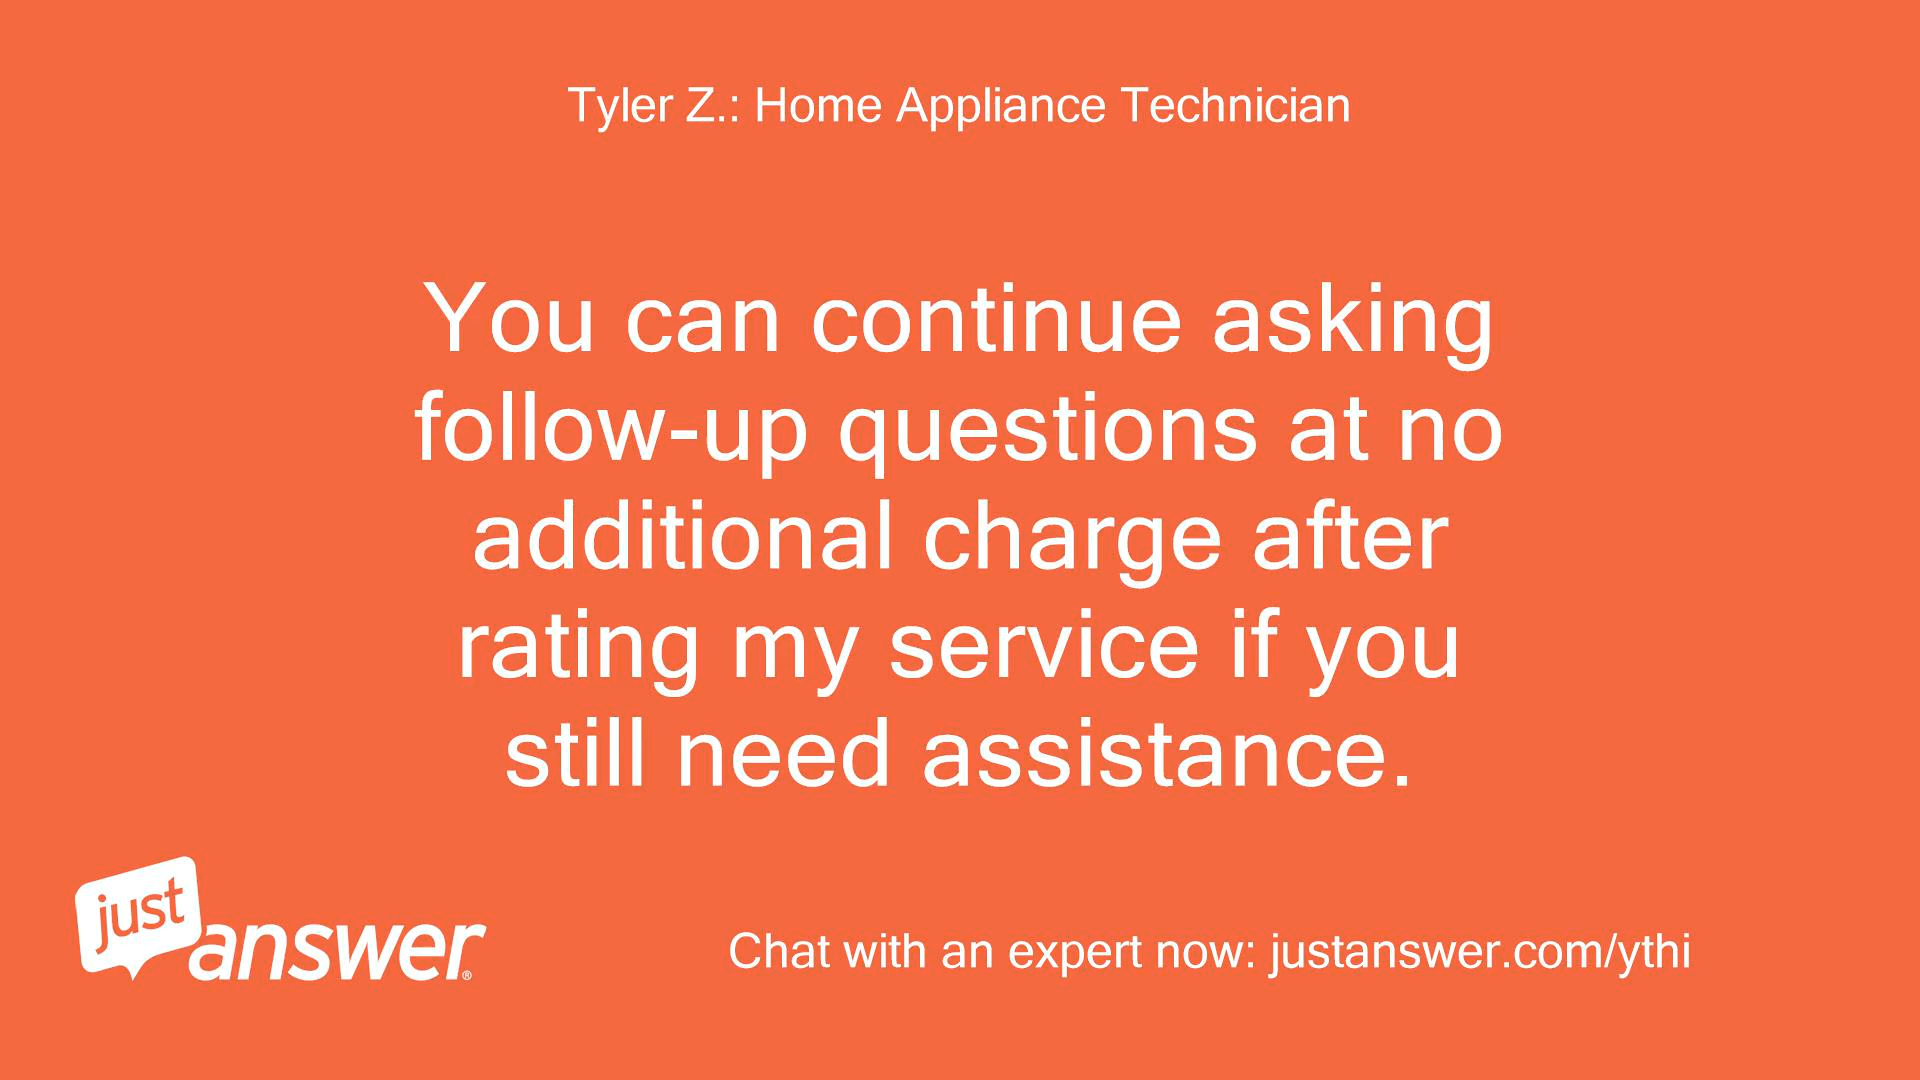 Tyler Z.: Home Appliance Technician
You can continue asking
follow-up questions at no
additional charge after
rating my service if you
still need assistance.
just
answer®
Chat with an expert now: justanswer.com/ythi